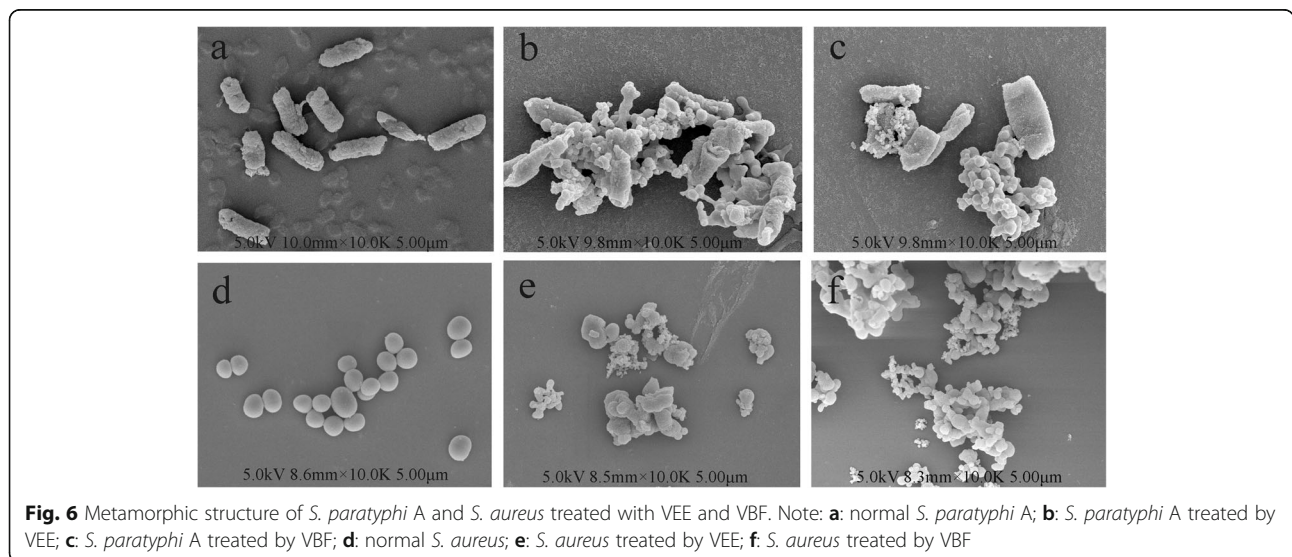 a
b
c
5.0kV 10.0mm×10.0K 5.00μm
5.0kV 9.8mm×10.0K 5.00μm
5.0kV 9.8mm×10.0K 5.00μm
d
e
f
5.0kV 8.6mm×10.0K 5.00μm
5.0kV 8.5mm×10.0K 5.00μm
5.0kV 8.3mm×10.0K 5.00μm
Fig. 6 Metamorphic structure of S. paratyphi A and S. aureus treated with VEE and VBF. Note: a: normal S. paratyphi A; b: S. paratyphi A treated by
VEE; c: S. paratyphi A treated by VBF; d: normal S. aureus; e: S. aureus treated by VEE; f: S. aureus treated by VBF